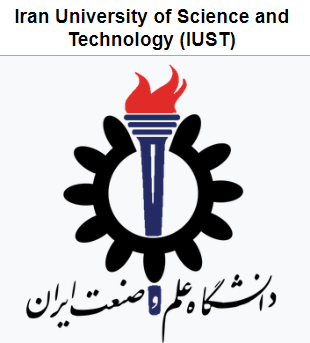 Iran University of Science and
Technology (IUST)
دانشگاه علم و صنعت ایران